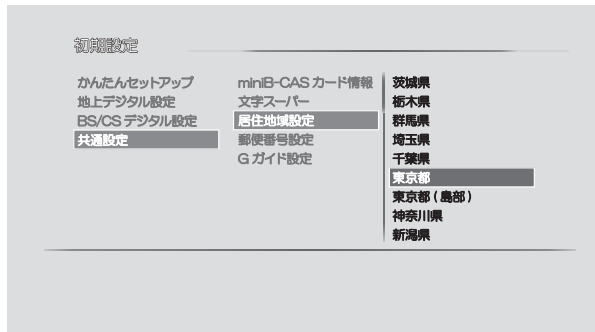 初期設定
かんたんセットアップ
地上デジタル設定
BS/CS デジタル設定
共通設定
miniB-CAS カード情報
文字スーパー
居住地域設定
郵便番号設定
G ガイド設定
茨城県
栃木県
群馬県
埼玉県
千葉県
東京都
東京都 ( 島部 )
神奈川県
新潟県